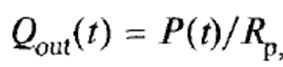 Q_out(t) = P(t)/R_p,